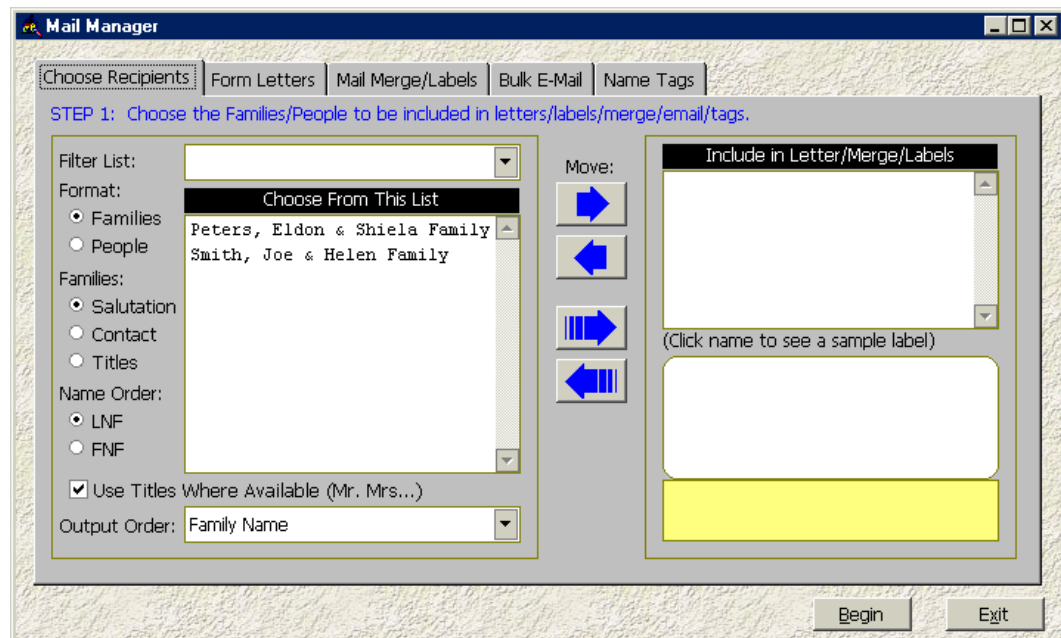 Mail Manager
Choose Recipients
Form Letters
Mail Merge/Labels
Bulk E-Mail
Name Tags
STEP 1: Choose the Families/People to be included in letters/labels/merge/email/tags.
Filter List:
Format:
Families
People
Families:
Salutation
Contact
Titles
Name Order:
LNF
FNF
Choose From This List
Peters, Eldon & Shiela Family
Smith, Joe & Helen Family
Use Titles Where Available (Mr. Mrs...)
Output Order: Family Name
Move:
Include in Letter/Merge/Labels
(Click name to see a sample label)
Begin
Exit